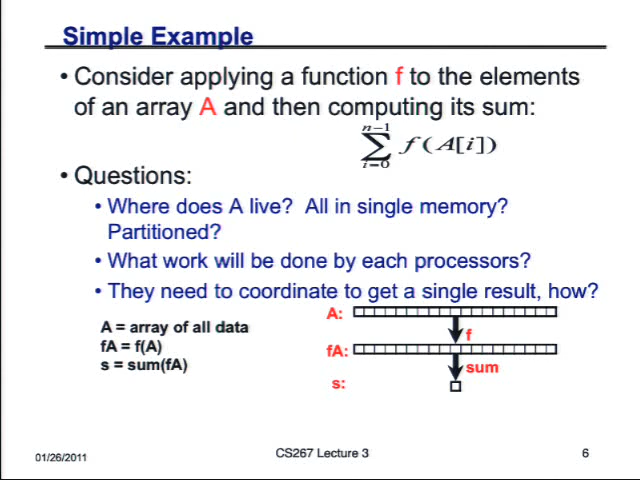 Simple Example
• Consider applying a function f to the elements
of an array A and then computing its sum:
n−1
∑ f(A[i])
i=0
• Questions:
• Where does A live? All in single memory?
Partitioned?
• What work will be done by each processors?
• They need to coordinate to get a single result, how?
A = array of all data
fA = f(A)
s = sum(fA)
A:
f
fA:
sum
s:
01/26/2011
CS267 Lecture 3
6